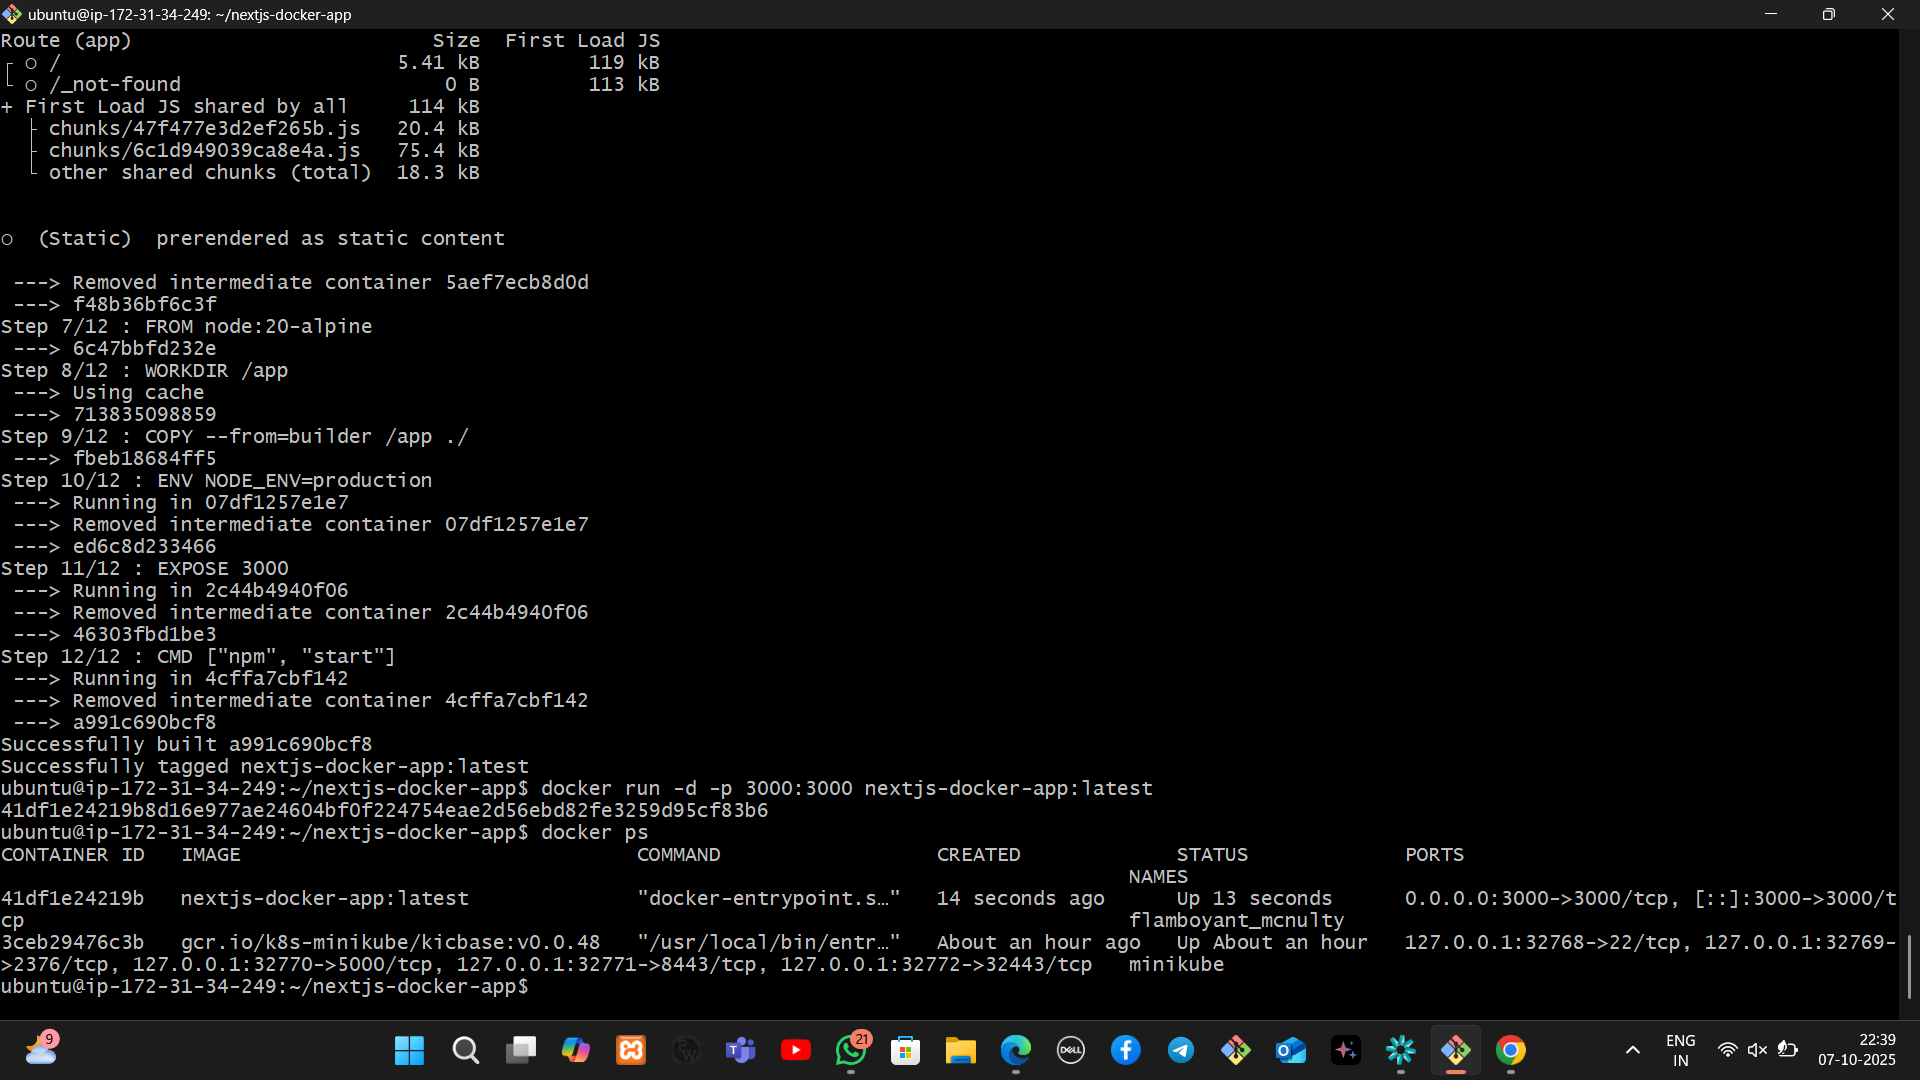 ubuntu@ip-172-31-34-249: ~/nextjs-docker-app
Route (app)                         Size  First Load JS
┌ ○ /                            5.41 kB         119 kB
└ ○ /_not-found                      0 B         113 kB
+ First Load JS shared by all     114 kB
  ├ chunks/47f477e3d2ef265b.js   20.4 kB
  ├ chunks/6c1d949039ca8e4a.js   75.4 kB
  └ other shared chunks (total)  18.3 kB
○  (Static)  prerendered as static content
 ---> Removed intermediate container 5aef7ecb8d0d
 ---> f48b36bf6c3f
Step 7/12 : FROM node:20-alpine
 ---> 6c47bbfd232e
Step 8/12 : WORKDIR /app
 ---> Using cache
 ---> 713835098859
Step 9/12 : COPY --from=builder /app ./
 ---> fbeb18684ff5
Step 10/12 : ENV NODE_ENV=production
 ---> Running in 07df1257e1e7
 ---> Removed intermediate container 07df1257e1e7
 ---> ed6c8d233466
Step 11/12 : EXPOSE 3000
 ---> Running in 2c44b4940f06
 ---> Removed intermediate container 2c44b4940f06
 ---> 46303fbd1be3
Step 12/12 : CMD ["npm", "start"]
 ---> Running in 4cffa7cbf142
 ---> Removed intermediate container 4cffa7cbf142
 ---> a991c690bcf8
Successfully built a991c690bcf8
Successfully tagged nextjs-docker-app:latest
ubuntu@ip-172-31-34-249:~/nextjs-docker-app$ docker run -d -p 3000:3000 nextjs-docker-app:latest
41df1e24219b8d16e977ae24604bf0f224754eae2d56ebd82fe3259d95cf83b6
ubuntu@ip-172-31-34-249:~/nextjs-docker-app$ docker ps
CONTAINER ID   IMAGE                                 COMMAND                  CREATED             STATUS             PORTS
NAMES
41df1e24219b   nextjs-docker-app:latest              "docker-entrypoint.s…"   14 seconds ago      Up 13 seconds      0.0.0.0:3000->3000/tcp, [::]:3000->3000/t
cp                                                                                            flamboyant_mcnulty
3ceb29476c3b   gcr.io/k8s-minikube/kicbase:v0.0.48   "/usr/local/bin/entr…"   About an hour ago   Up About an hour   127.0.0.1:32768->22/tcp, 127.0.0.1:32769-
>2376/tcp, 127.0.0.1:32770->5000/tcp, 127.0.0.1:32771->8443/tcp, 127.0.0.1:32772->32443/tcp   minikube
ubuntu@ip-172-31-34-249:~/nextjs-docker-app$
9
21
DELL
ENG
IN
22:39
07-10-2025